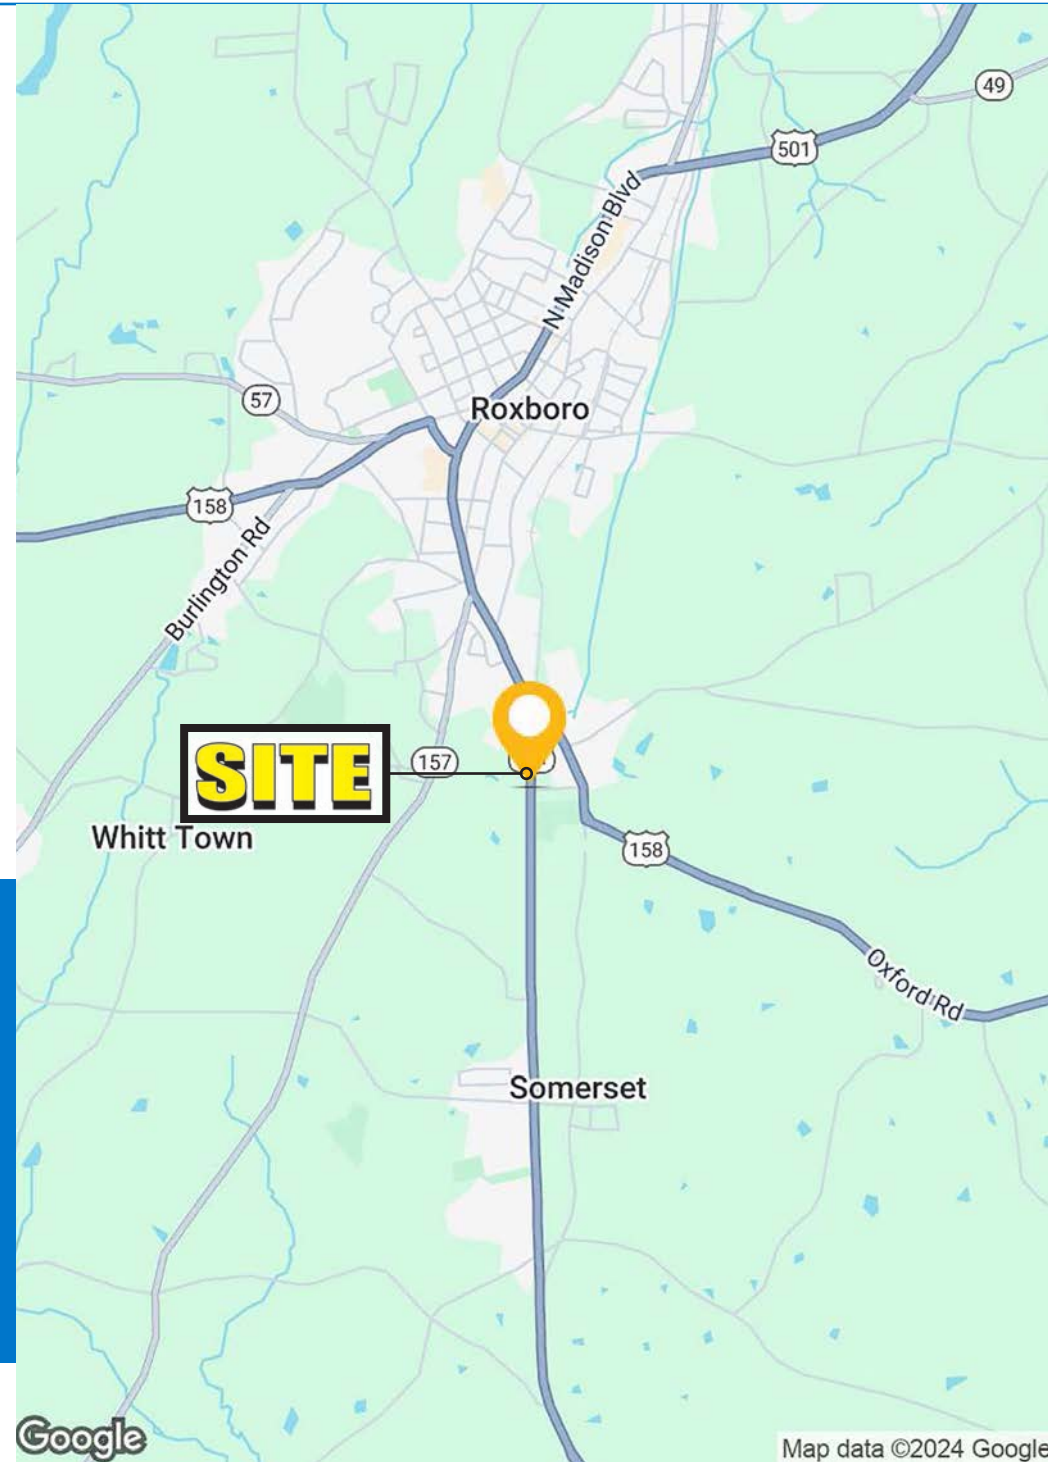 49
501
N Madison Blvd
57
Roxboro
158
Burlington Rd
SITE
157
Whitt Town
158
Oxford Rd
Somerset
Google
Map data ©2024 Google